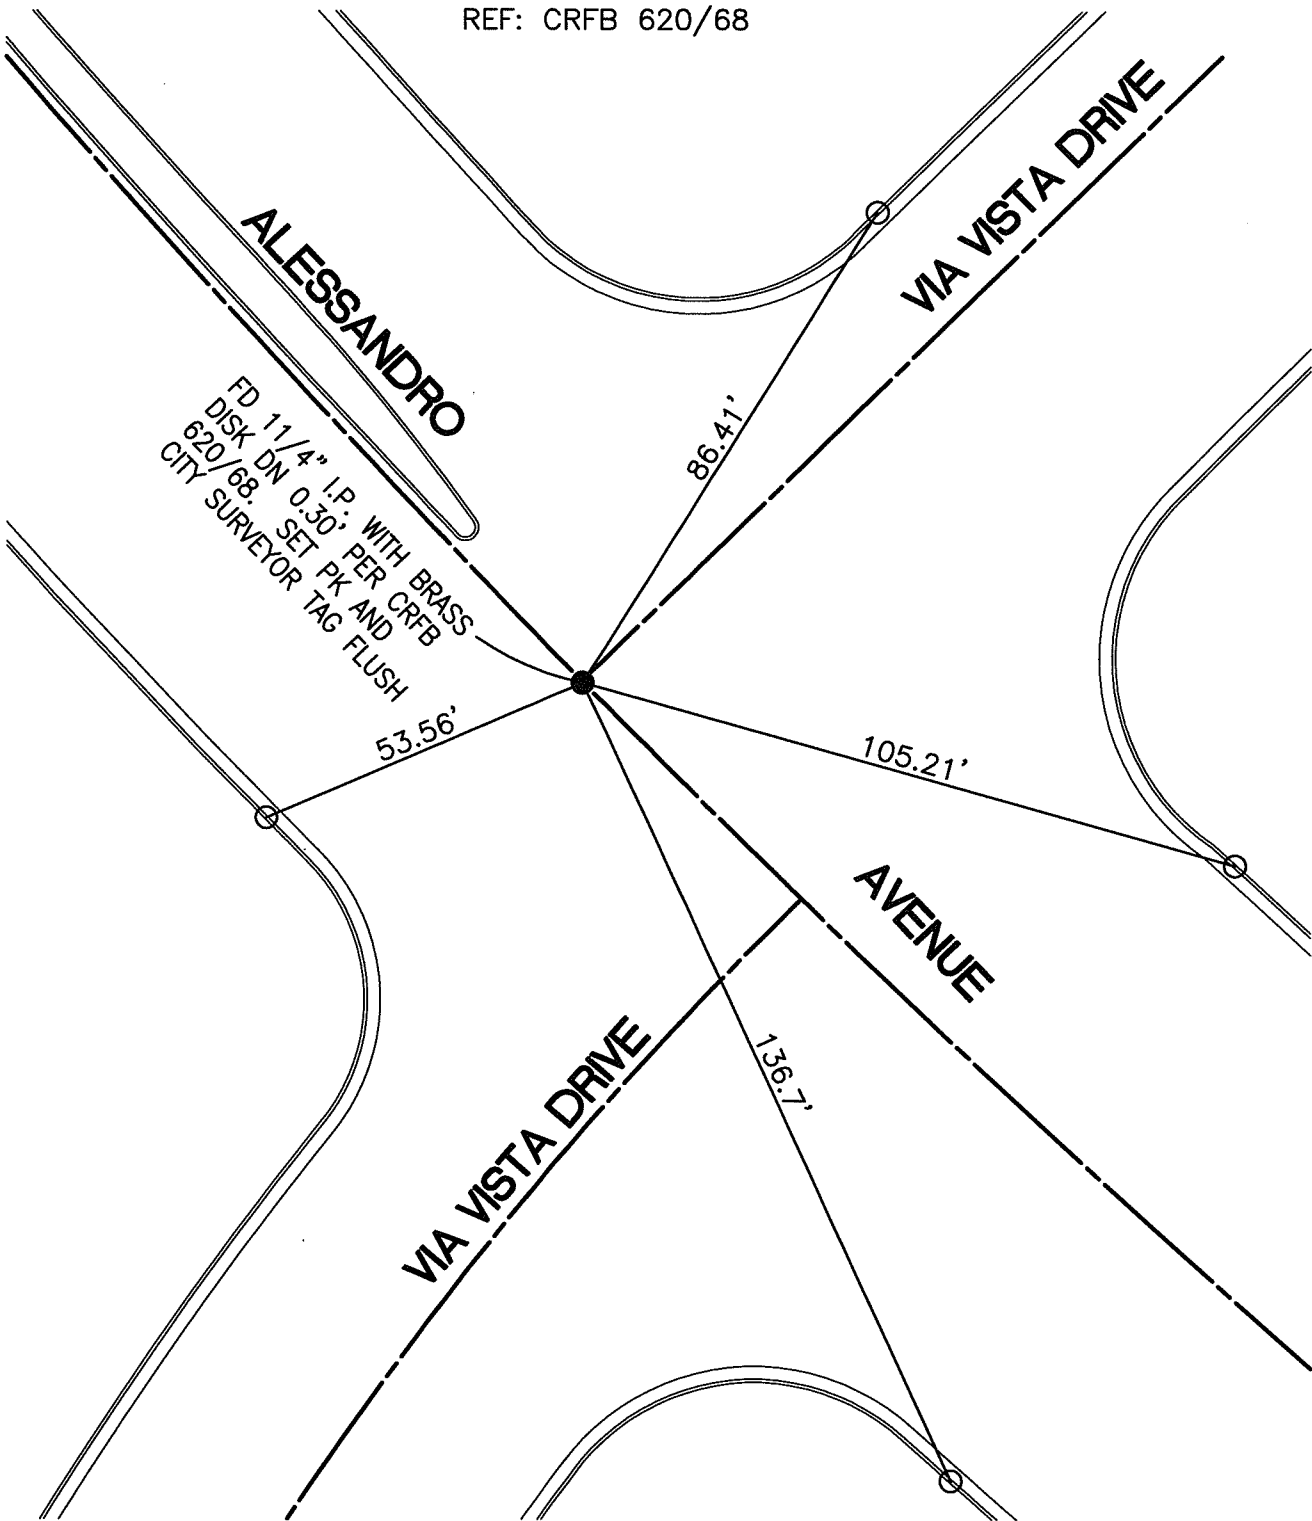 REF: CRFB 620/68
VIA VISTA DRIVE
ALESSANDRO
86.41'
FD 11/4" I.P. WITH BRASS
DISK DN 0.30' PER CRFB
620/68. SET PK AND
CITY SURVEYOR TAG FLUSH
53.56'
105.21'
AVENUE
VIA VISTA DRIVE
136.7'